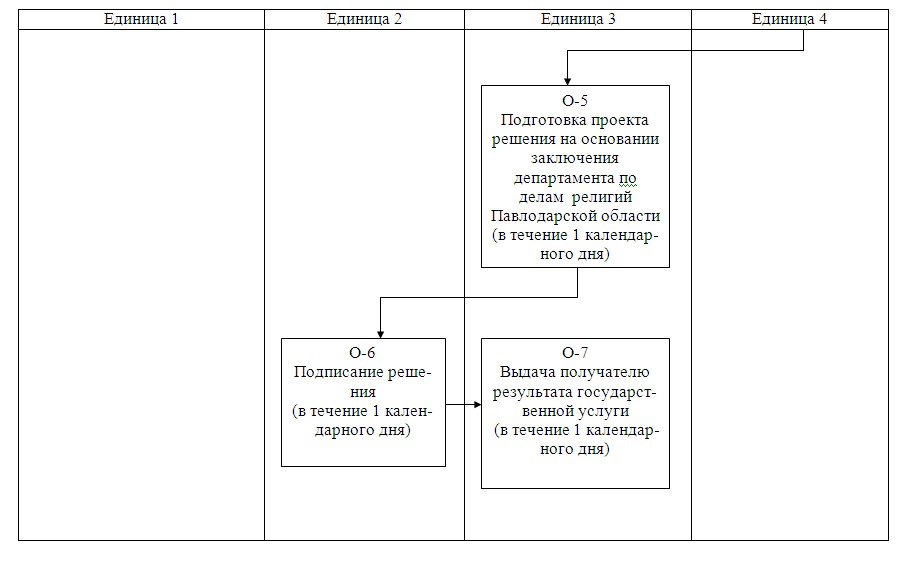 Единица 1
Единица 2
Единица 3
Единица 4
О-5
Подготовка проекта
решения на основании
заключения
департамента по
делам  религий
Павлодарской области
(в течение 1 календар-
ного дня)
О-6
Подписание реше-
ния
(в течение 1 кален-
дарного дня)
О-7
Выдача получателю
результата государст-
венной услуги
(в течение 1 календар-
ного дня)